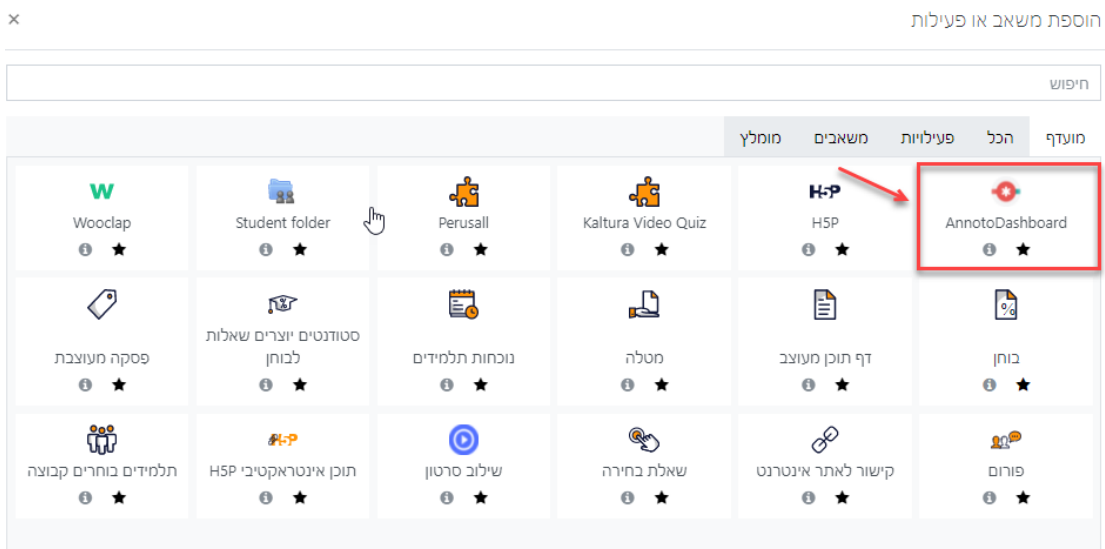 הוספת משאב או פעילות
חיפוש
מועדף
הכל
פעילויות
משאבים
מומלץ
AnnotoDashboard
H5P
H5P
Kaltura Video Quiz
Perusall
Student folder
W
Wooclap
בוחן
דף תוכן מעוצב
מטלה
נוכחות תלמידים
סטודנטים יוצרים שאלות
לבוחן
פסקה מעוצבת
פורום
קישור לאתר אינטרנט
שאלת בחירה
שילוב סרטון
H5P
תוכן אינטראקטיבי H5P
תלמידים בוחרים קבוצה